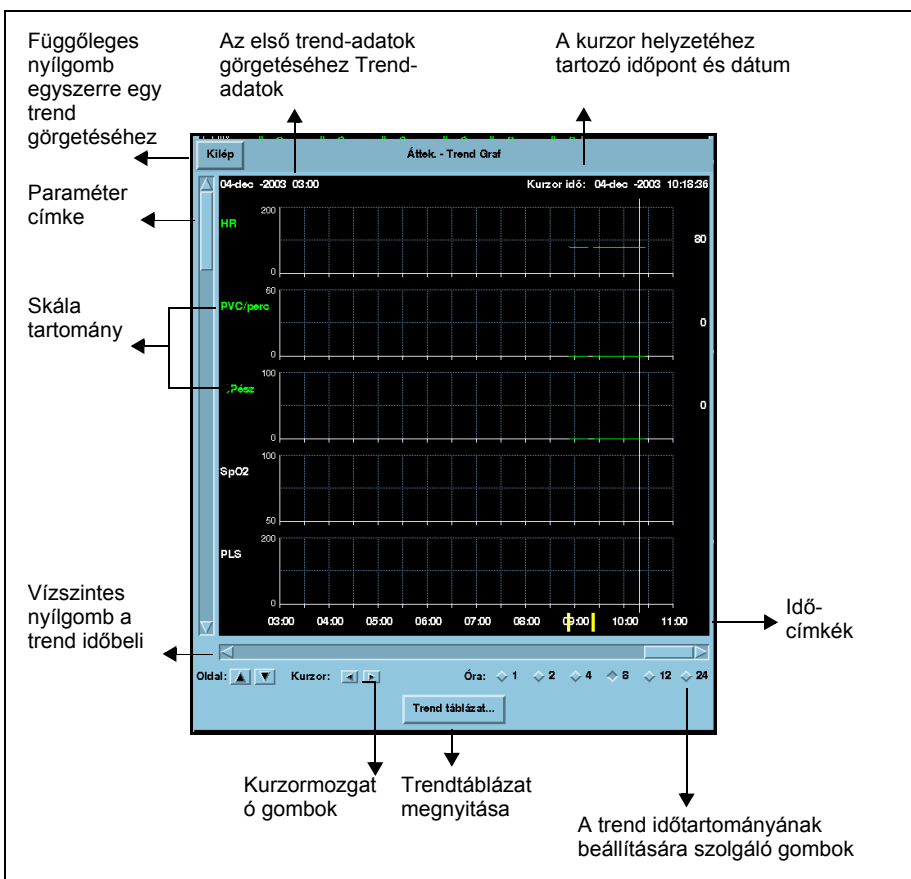 Függőleges
nyílgomb
egyszerre egy
trend
görgetéséhez
Az első trend-adatok
görgetéséhez Trend-
adatok
A kurzor helyzetéhez
tartozó időpont és dátum
Kilép
Áttek. - Trend Graf
Paraméter
címke
04-dec -2003 03:00
Kurzor idő: 04-dec -2003 10:18:36
200
HR
80
0
Skála
tartomány
60
PVC/perc
0
0
100
Pész
0
0
100
SpO2
50
200
PLS
0
03:00 04:00 05:00 06:00 07:00 08:00 09:00 10:00 11:00
Vízszintes
nyílgomb a
trend időbeli
Idő-
címkék
Oldal: Kurzor: Óra: 1 2 4 8 12 24
Trend táblázat...
Kurzormozgat
ó gombok
Trendtáblázat
megnyitása
A trend időtartományának
beállítására szolgáló gombok